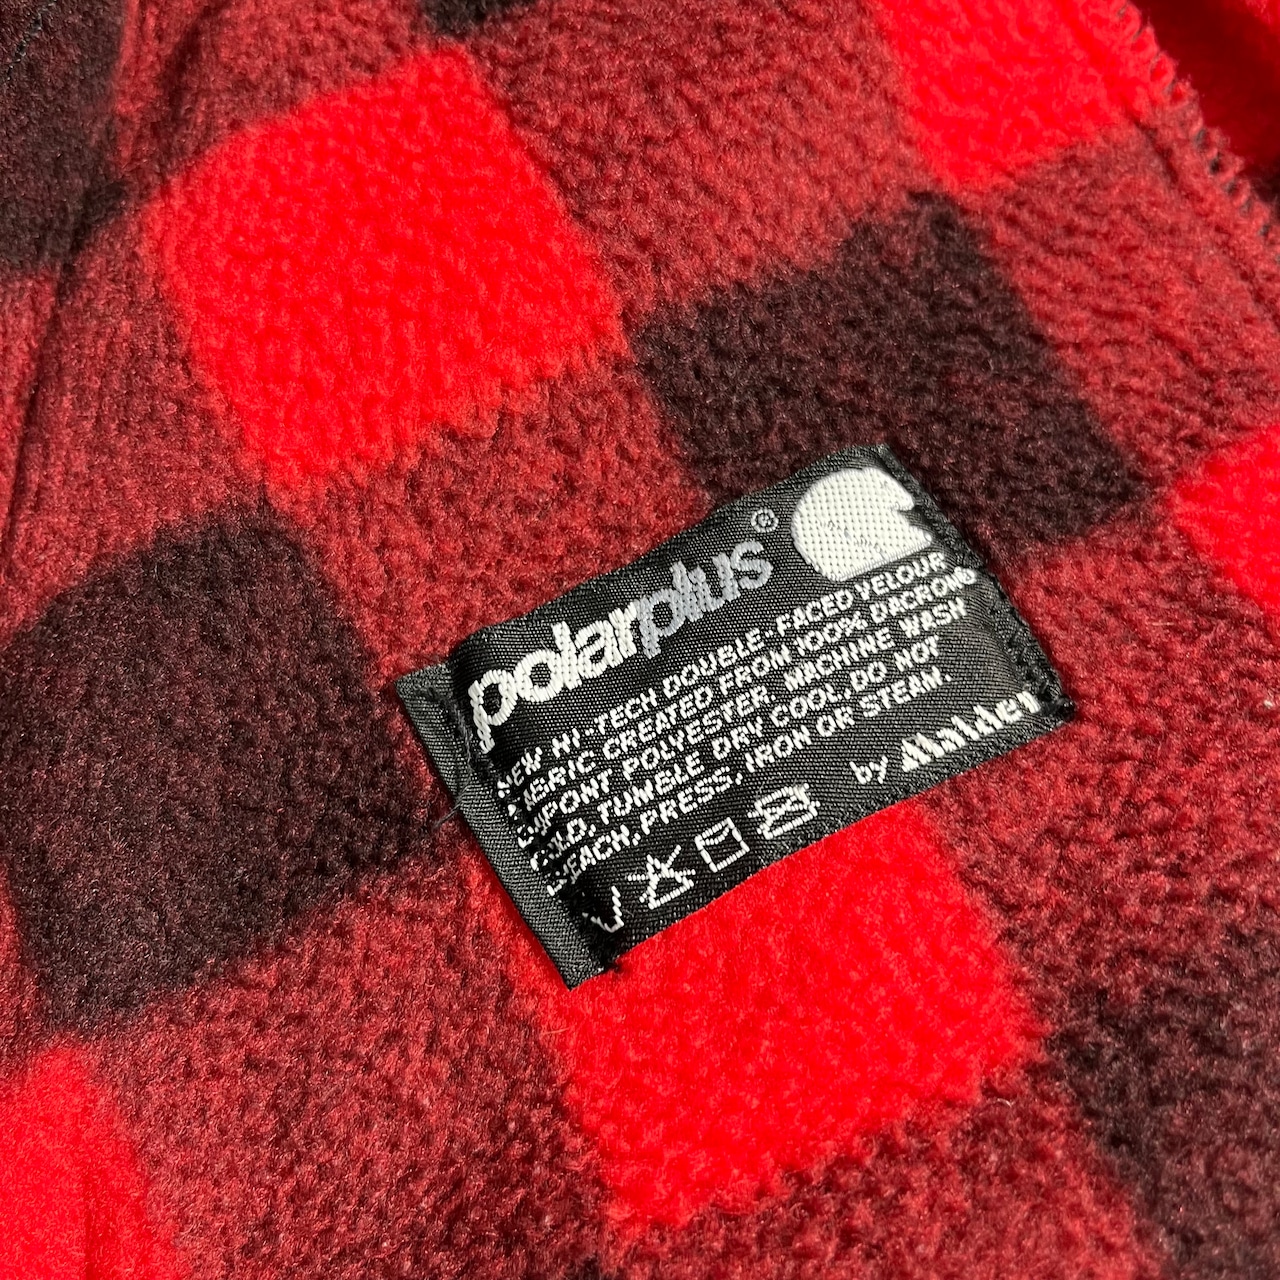 polarplus®
NEW HI-TECH DOUBLE-FACED VELOUR
FABRIC CREATED FROM 100% DACRON®
DUPONT POLYESTER. MACHINE WASH
COLD, TUMBLE DRY COOL, DO NOT
BLEACH, PRESS, IRON OR STEAM.
by Malden